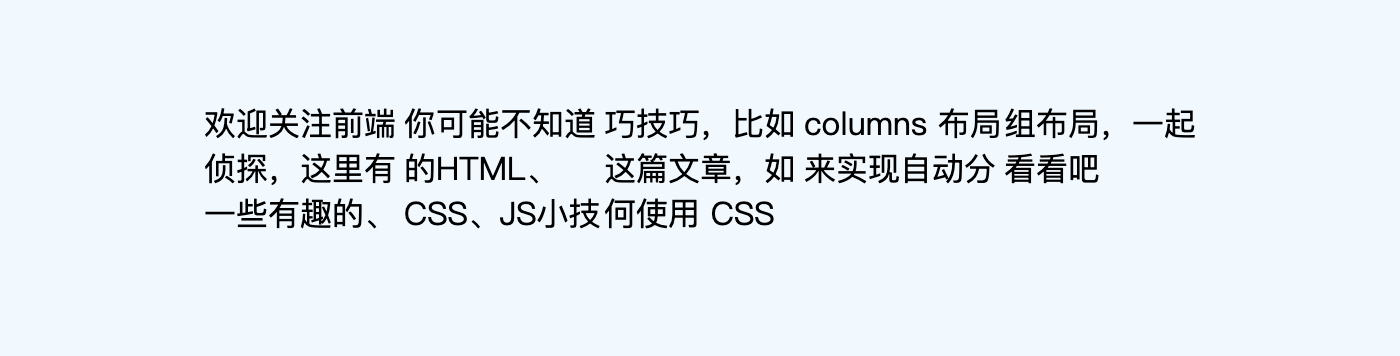 欢迎关注前端
侦探，这里有
一些有趣的、
你可能不知道
的HTML、
CSS、JS小技
巧技巧，比如
这篇文章，如
何使用 CSS
columns 布局
来实现自动分
组布局，一起
看看吧